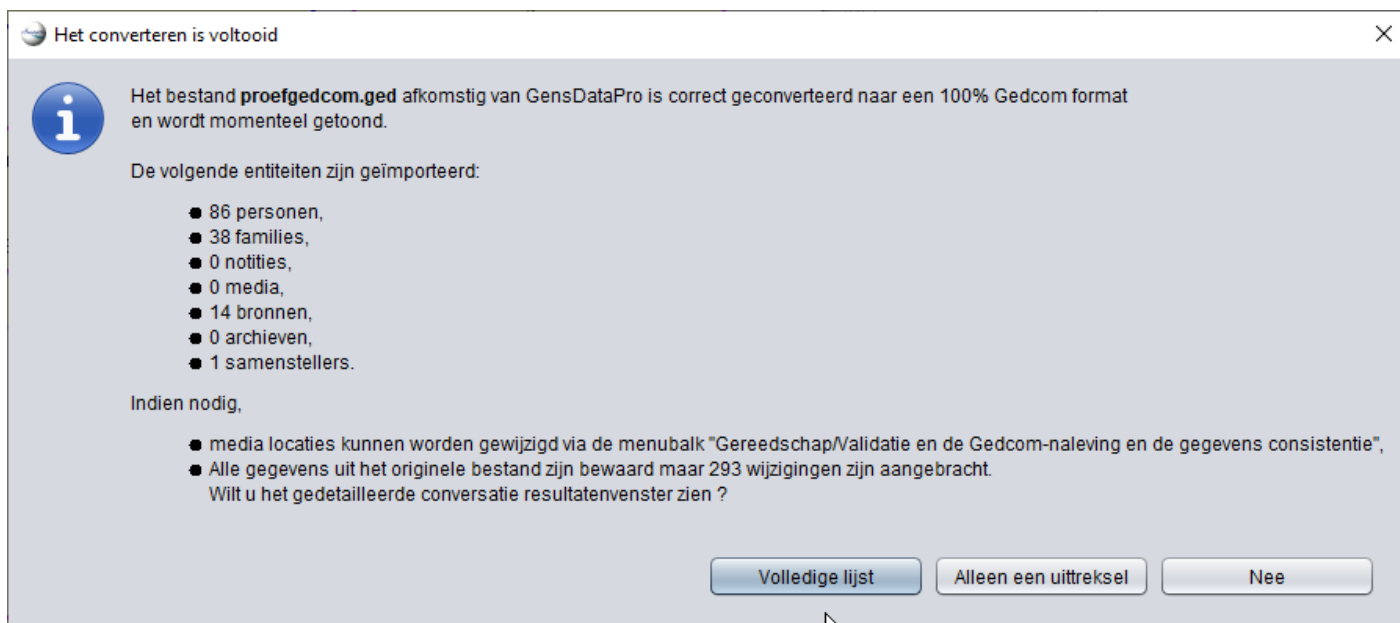 Het converteren is voltooid
Het bestand proefgedcom.ged afkomstig van GensDataPro is correct geconverteerd naar een 100% Gedcom format
en wordt momenteel getoond.
De volgende entiteiten zijn geïmporteerd:
86 personen,
38 families,
0 notities,
0 media,
14 bronnen,
0 archieven,
1 samenstellers.
Indien nodig,
media locaties kunnen worden gewijzigd via de menubalk "Gereedschap/Validatie en de Gedcom-naleving en de gegevens consistentie",
Alle gegevens uit het originele bestand zijn bewaard maar 293 wijzigingen zijn aangebracht.
Wilt u het gedetailleerde conversatie resultatenvenster zien ?
Volledige lijst Alleen een uittreksel Nee